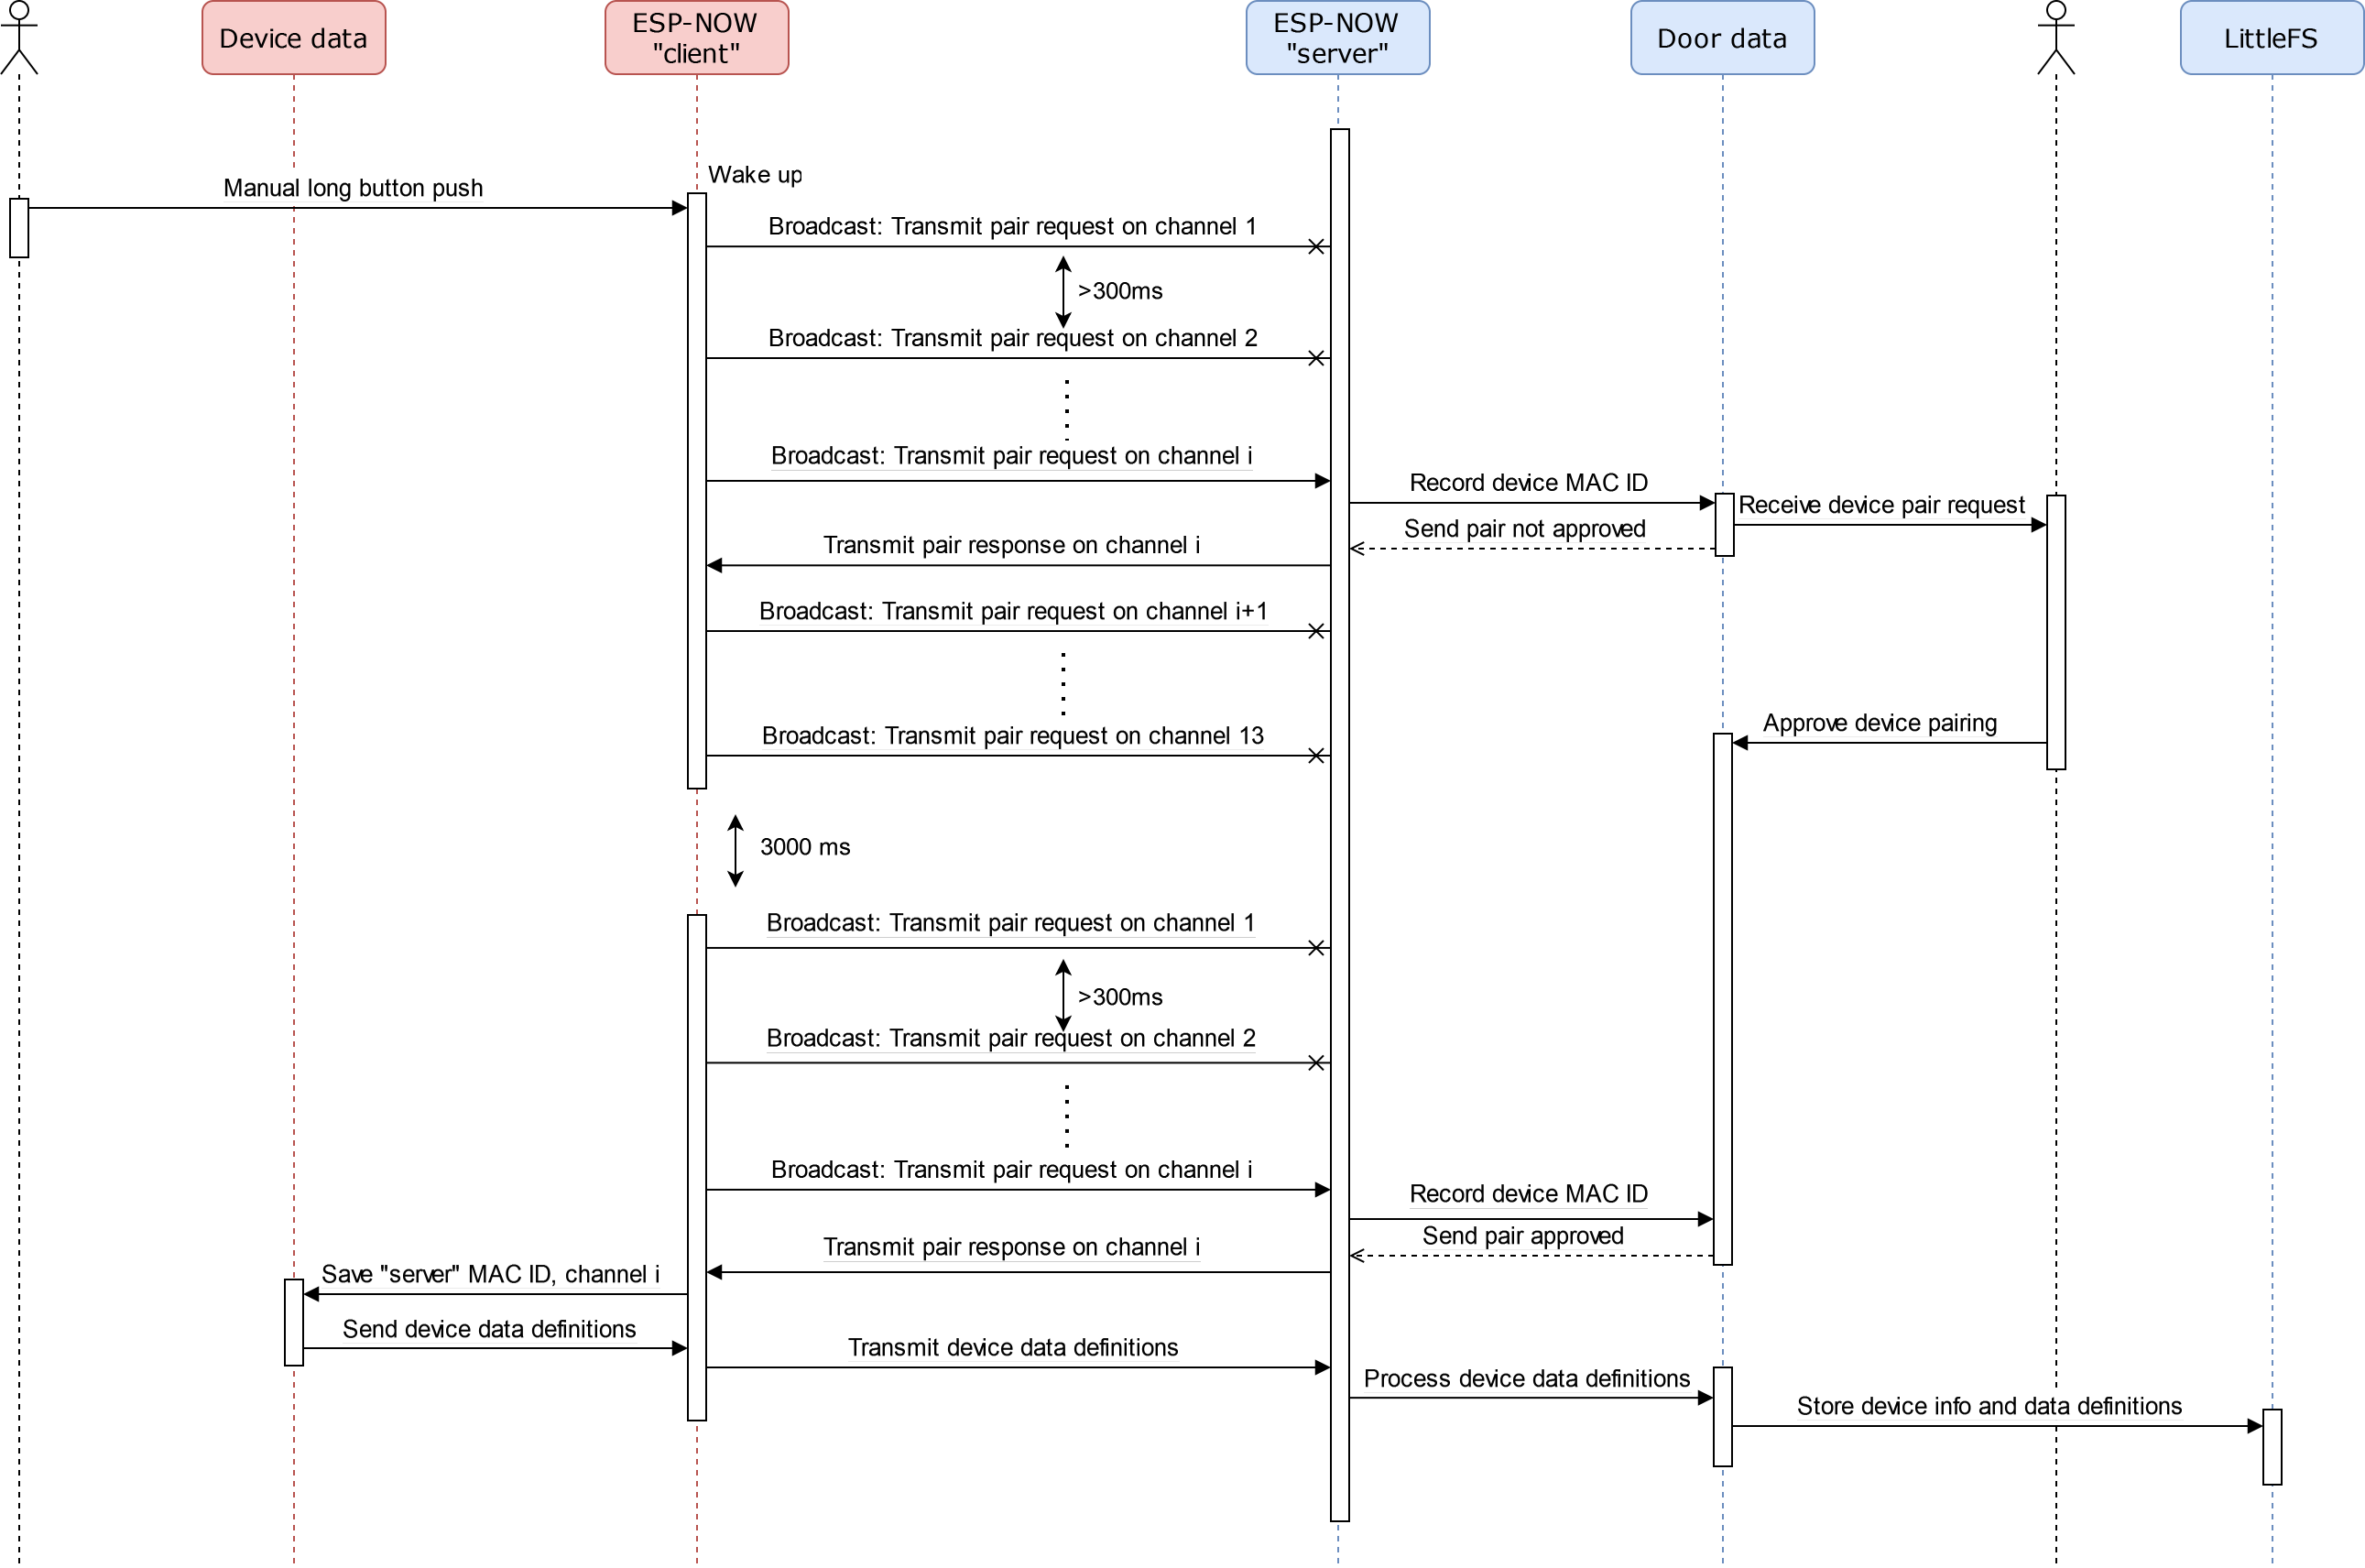 Device data
ESP-NOW
"client"
ESP-NOW
"server"
Door data
LittleFS
Wake up
Manual long button push
Broadcast: Transmit pair request on channel 1
>300ms
Broadcast: Transmit pair request on channel 2
Broadcast: Transmit pair request on channel i
Record device MAC ID
Receive device pair request
Send pair not approved
Transmit pair response on channel i
Broadcast: Transmit pair request on channel i+1
Approve device pairing
Broadcast: Transmit pair request on channel 13
3000 ms
Broadcast: Transmit pair request on channel 1
>300ms
Broadcast: Transmit pair request on channel 2
Broadcast: Transmit pair request on channel i
Record device MAC ID
Send pair approved
Transmit pair response on channel i
Save "server" MAC ID, channel i
Send device data definitions
Transmit device data definitions
Process device data definitions
Store device info and data definitions